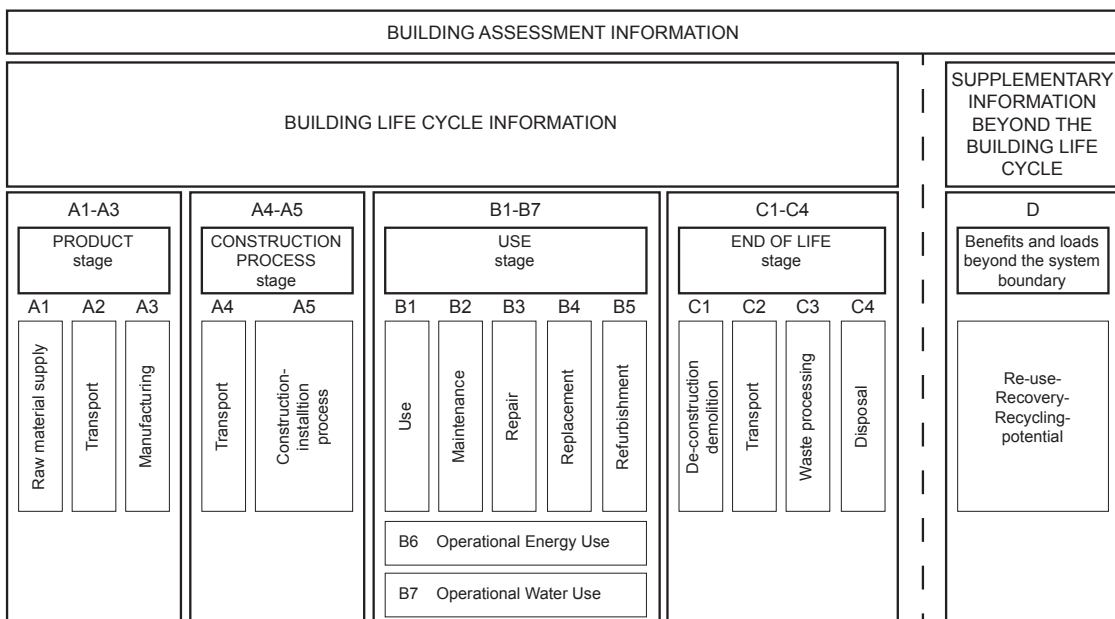 BUILDING ASSESSMENT INFORMATION
BUILDING LIFE CYCLE INFORMATION
SUPPLEMENTARY
INFORMATION
BEYOND THE
BUILDING LIFE
CYCLE
A1-A3
PRODUCT
stage
A1
A2
A3
Raw material supply
Transport
Manufacturing
A4-A5
CONSTRUCTION
PROCESS
stage
A4
A5
Transport
Construction-
installtion
process
B1-B7
USE
stage
B1
B2
B3
B4
B5
Use
Maintenance
Repair
Replacement
Refurbishment
B6 Operational Energy Use
B7 Operational Water Use
C1-C4
END OF LIFE
stage
C1
C2
C3
C4
De-construction
demolition
Transport
Waste processing
Disposal
D
Benefits and loads
beyond the system
boundary
Re-use-
Recovery-
Recycling-
potential